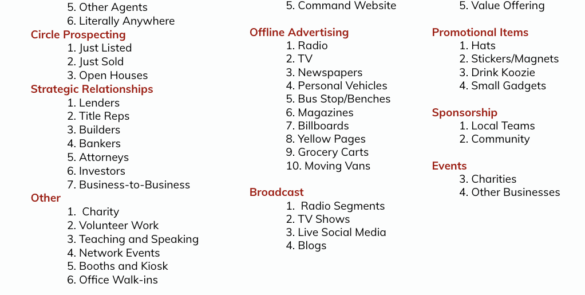 5. Other Agents
6. Literally Anywhere
Circle Prospecting
1. Just Listed
2. Just Sold
3. Open Houses
Strategic Relationships
1. Lenders
2. Title Reps
3. Builders
4. Bankers
5. Attorneys
6. Investors
7. Business-to-Business
Other
1. Charity
2. Volunteer Work
3. Teaching and Speaking
4. Network Events
5. Booths and Kiosk
6. Office Walk-ins
5. Command Website
Offline Advertising
1. Radio
2. TV
3. Newspapers
4. Personal Vehicles
5. Bus Stop/Benches
6. Magazines
7. Billboards
8. Yellow Pages
9. Grocery Carts
10. Moving Vans
Broadcast
1. Radio Segments
2. TV Shows
3. Live Social Media
4. Blogs
5. Value Offering
Promotional Items
1. Hats
2. Stickers/Magnets
3. Drink Koozie
4. Small Gadgets
Sponsorship
1. Local Teams
2. Community
Events
3. Charities
4. Other Businesses